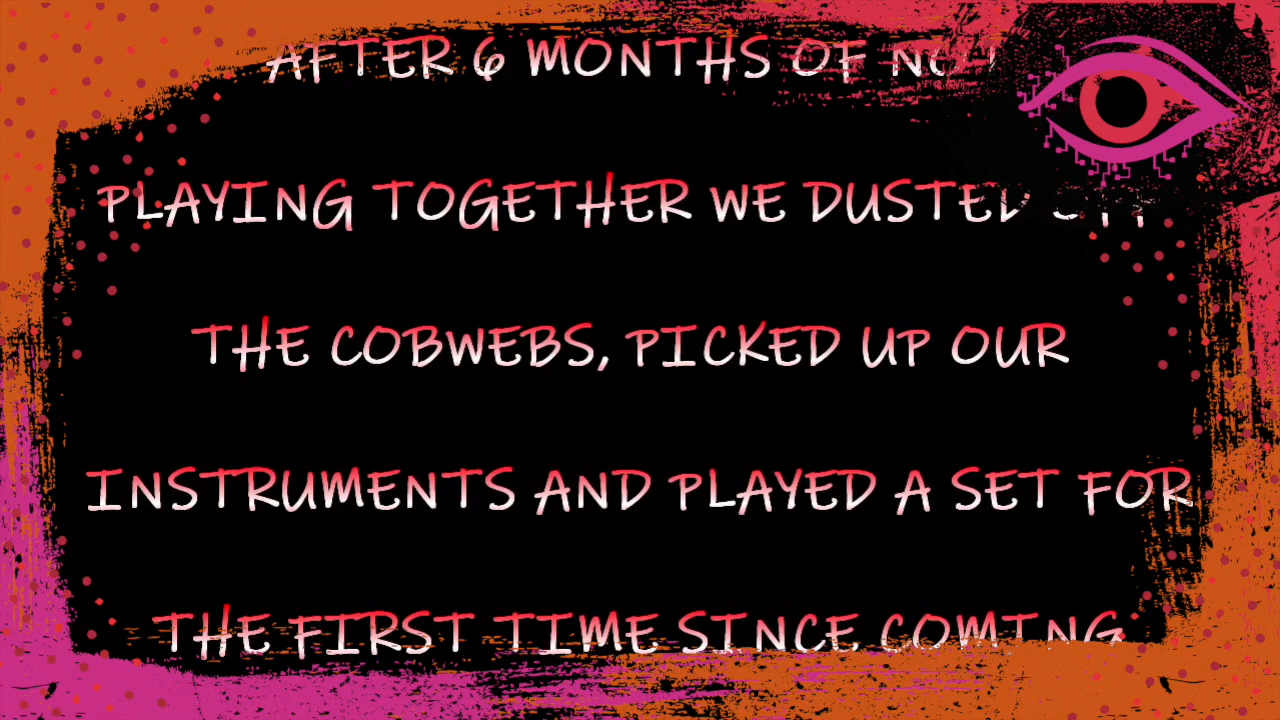 AFTER 6 MONTHS OF
PLAYING TOGETHER WE DUSTED
THE COBWEBS, PICKED UP OUR
INSTRUMENTS AND PLAYED A SET FOR
THE FIRST TIME SINCE COMING